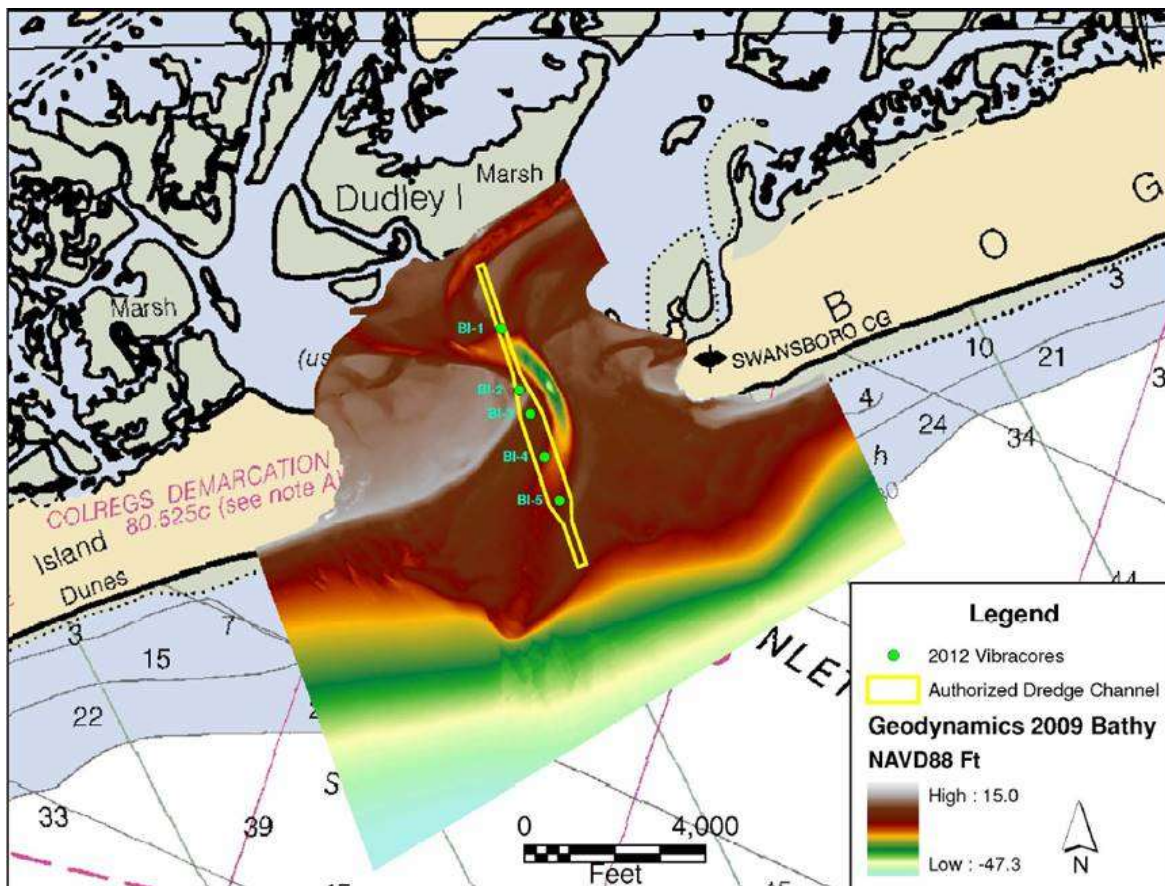 Marsh
Dudley I
G
O
Marsh
B
3
BI-1
SWANSBORO CG
(us
10
21
BI-2
4
BI-3
24
34
COLREGS DEMARCATION
80.525c (see note A)
BI-4
h
Island
BI-5
Dunes
44
3
7
Legend
15
NLET
2012 Vibracores
Authorized Dredge Channel
22
Geodynamics 2009 Bathy
NAVD88 Ft
S
High : 15.0
33
39
0 4,000
Feet
Low : -47.3
N
15